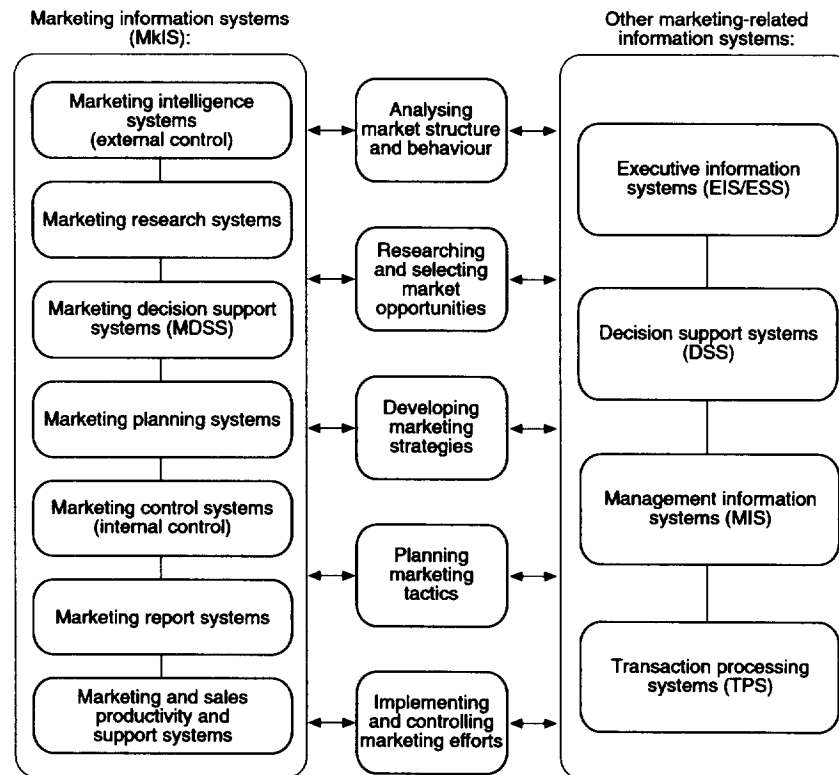 Marketing information systems
(MkIS):
Marketing intelligence
systems
(external control)
Marketing research systems
Marketing decision support
systems (MDSS)
Marketing planning systems
Marketing control systems
(internal control)
Marketing report systems
Marketing and sales
productivity and
support systems
Analysing
market structure
and behaviour
Researching
and selecting
market
opportunities
Developing
marketing
strategies
Planning
marketing
tactics
Implementing
and controlling
marketing efforts
Other marketing-related
information systems:
Executive information
systems (EIS/ESS)
Decision support systems
(DSS)
Management information
systems (MIS)
Transaction processing
systems (TPS)